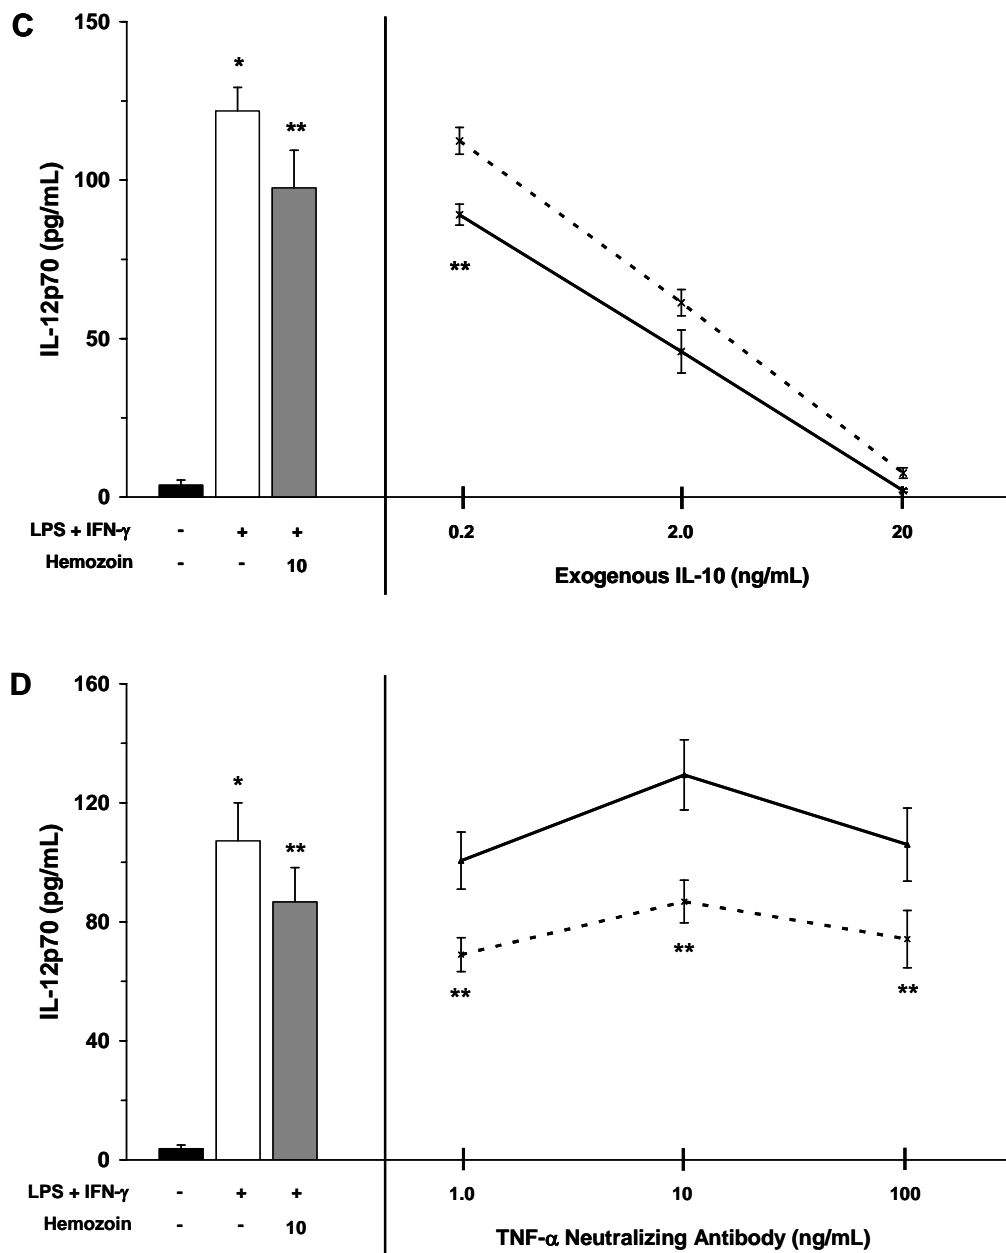 C
150
100
50
0
IL-12p70 (pg/mL)
*
**
**
LPS + IFN-γ - + +
Hemozoin - - 10
0.2 2.0 20
Exogenous IL-10 (ng/mL)
D
160
120
80
40
0
IL-12p70 (pg/mL)
*
**
** ** **
LPS + IFN-γ - + +
Hemozoin - - 10
1.0 10 100
TNF-α Neutralizing Antibody (ng/mL)